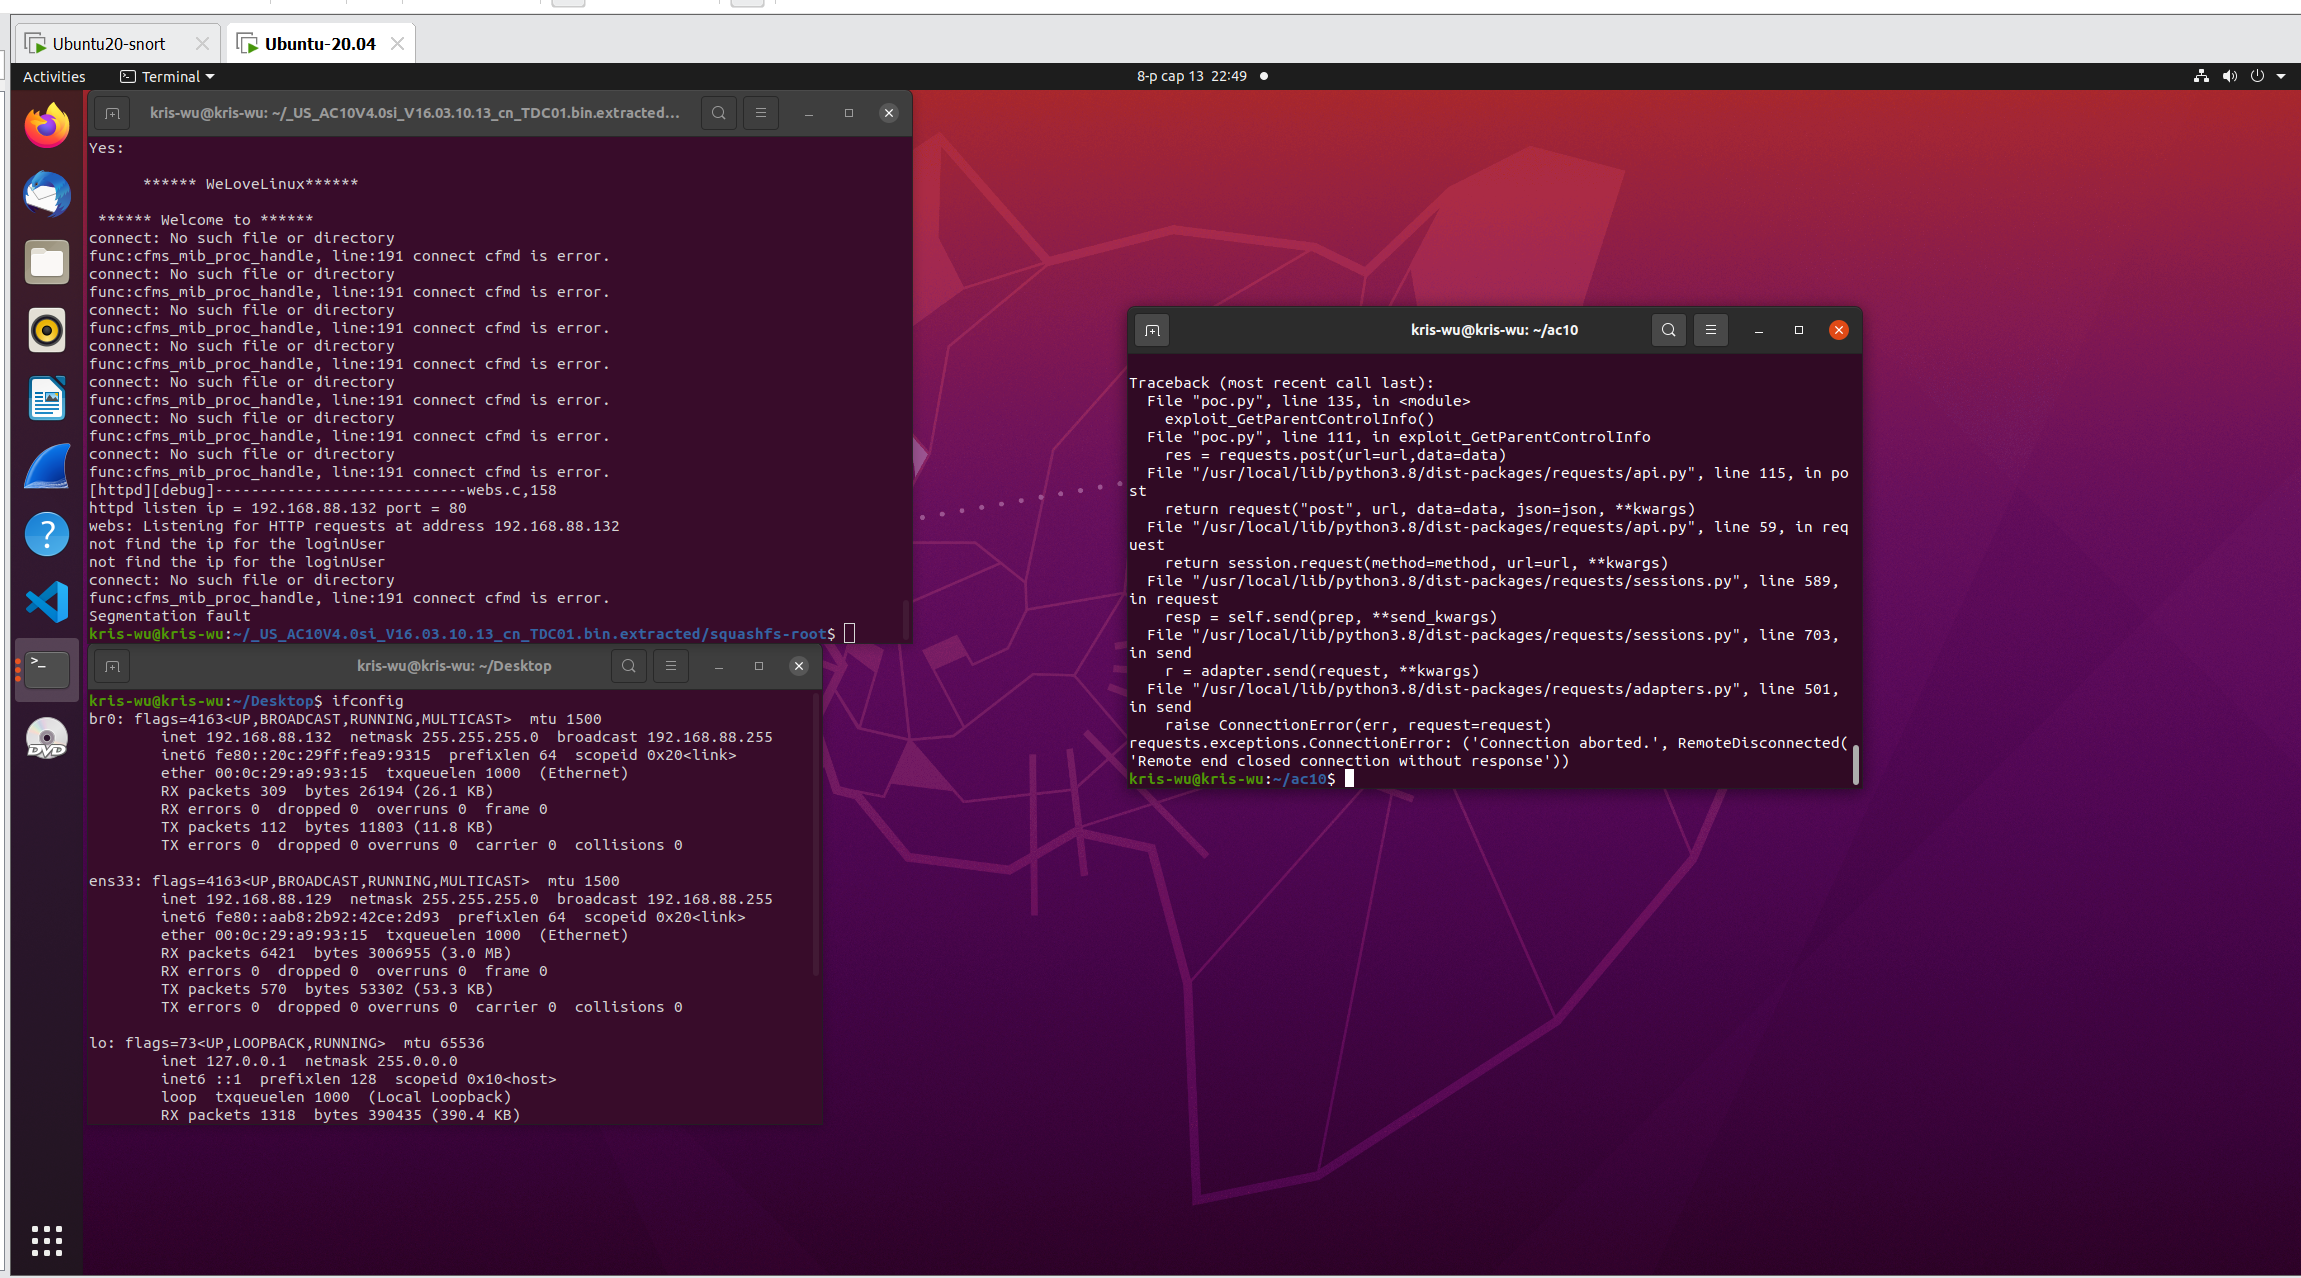 Ubuntu20-snort
Ubuntu-20.04
Activities
Terminal
8-р сар 13 22:49
kris-wu@kris-wu: ~/_US_AC10V4.0si_V16.03.10.13_cn_TDC01.bin.extracted...
Yes:
****** WeLoveLinux******
****** Welcome to ******
connect: No such file or directory
func:cfms_mib_proc_handle, line:191 connect cfmd is error.
connect: No such file or directory
func:cfms_mib_proc_handle, line:191 connect cfmd is error.
connect: No such file or directory
func:cfms_mib_proc_handle, line:191 connect cfmd is error.
connect: No such file or directory
func:cfms_mib_proc_handle, line:191 connect cfmd is error.
connect: No such file or directory
func:cfms_mib_proc_handle, line:191 connect cfmd is error.
connect: No such file or directory
func:cfms_mib_proc_handle, line:191 connect cfmd is error.
connect: No such file or directory
func:cfms_mib_proc_handle, line:191 connect cfmd is error.
[httpd][debug]----------------------------webs.c,158
httpd listen ip = 192.168.88.132 port = 80
webs: Listening for HTTP requests at address 192.168.88.132
not find the ip for the loginUser
not find the ip for the loginUser
connect: No such file or directory
func:cfms_mib_proc_handle, line:191 connect cfmd is error.
Segmentation fault
kris-wu@kris-wu:~/_US_AC10V4.0si_V16.03.10.13_cn_TDC01.bin.extracted/squashfs-root$
kris-wu@kris-wu: ~/Desktop
kris-wu@kris-wu:~/Desktop$ ifconfig
br0: flags=4163<UP,BROADCAST,RUNNING,MULTICAST>  mtu 1500
inet 192.168.88.132  netmask 255.255.255.0  broadcast 192.168.88.255
inet6 fe80::20c:29ff:fea9:9315  prefixlen 64  scopeid 0x20<link>
ether 00:0c:29:a9:93:15  txqueuelen 1000  (Ethernet)
RX packets 309  bytes 26194 (26.1 KB)
RX errors 0  dropped 0  overruns 0  frame 0
TX packets 112  bytes 11803 (11.8 KB)
TX errors 0  dropped 0 overruns 0  carrier 0  collisions 0
ens33: flags=4163<UP,BROADCAST,RUNNING,MULTICAST>  mtu 1500
inet 192.168.88.129  netmask 255.255.255.0  broadcast 192.168.88.255
inet6 fe80::aab8:2b92:42ce:2d93  prefixlen 64  scopeid 0x20<link>
ether 00:0c:29:a9:93:15  txqueuelen 1000  (Ethernet)
RX packets 6421  bytes 3006955 (3.0 MB)
RX errors 0  dropped 0  overruns 0  frame 0
TX packets 570  bytes 53302 (53.3 KB)
TX errors 0  dropped 0 overruns 0  carrier 0  collisions 0
lo: flags=73<UP,LOOPBACK,RUNNING>  mtu 65536
inet 127.0.0.1  netmask 255.0.0.0
inet6 ::1  prefixlen 128  scopeid 0x10<host>
loop  txqueuelen 1000  (Local Loopback)
RX packets 1318  bytes 390435 (390.4 KB)
kris-wu@kris-wu: ~/ac10
Traceback (most recent call last):
File "poc.py", line 135, in <module>
exploit_GetParentControlInfo()
File "poc.py", line 111, in exploit_GetParentControlInfo
res = requests.post(url=url,data=data)
File "/usr/local/lib/python3.8/dist-packages/requests/api.py", line 115, in po
st
return request("post", url, data=data, json=json, **kwargs)
File "/usr/local/lib/python3.8/dist-packages/requests/api.py", line 59, in req
uest
return session.request(method=method, url=url, **kwargs)
File "/usr/local/lib/python3.8/dist-packages/requests/sessions.py", line 589,
in request
resp = self.send(prep, **send_kwargs)
File "/usr/local/lib/python3.8/dist-packages/requests/sessions.py", line 703,
in send
r = adapter.send(request, **kwargs)
File "/usr/local/lib/python3.8/dist-packages/requests/adapters.py", line 501,
in send
raise ConnectionError(err, request=request)
requests.exceptions.ConnectionError: ('Connection aborted.', RemoteDisconnected(
'Remote end closed connection without response'))
kris-wu@kris-wu:~/ac10$
DVD